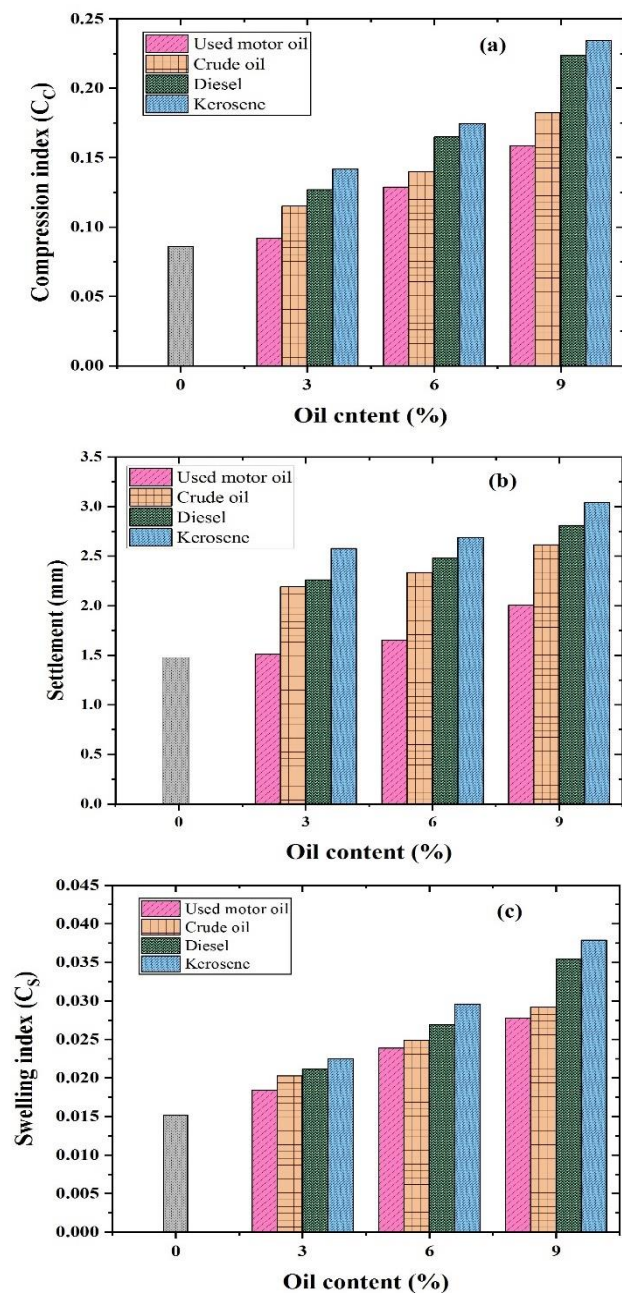 0.25
0.20
0.15
0.10
0.05
0.00
Compression index (C_C)
Used motor oil
Crude oil
Diesel
Kerosene
(a)
0 3 6 9
Oil cntent (%)
3.5
3.0
2.5
2.0
1.5
1.0
0.5
0.0
Settlement (mm)
Used motor oil
Crude oil
Diesel
Kerosene
(b)
0 3 6 9
Oil content (%)
0.045
0.040
0.035
0.030
0.025
0.020
0.015
0.010
0.005
0.000
Swelling index (C_S)
Used motor oil
Crude oil
Diesel
Kerosene
(c)
0 3 6 9
Oil content (%)